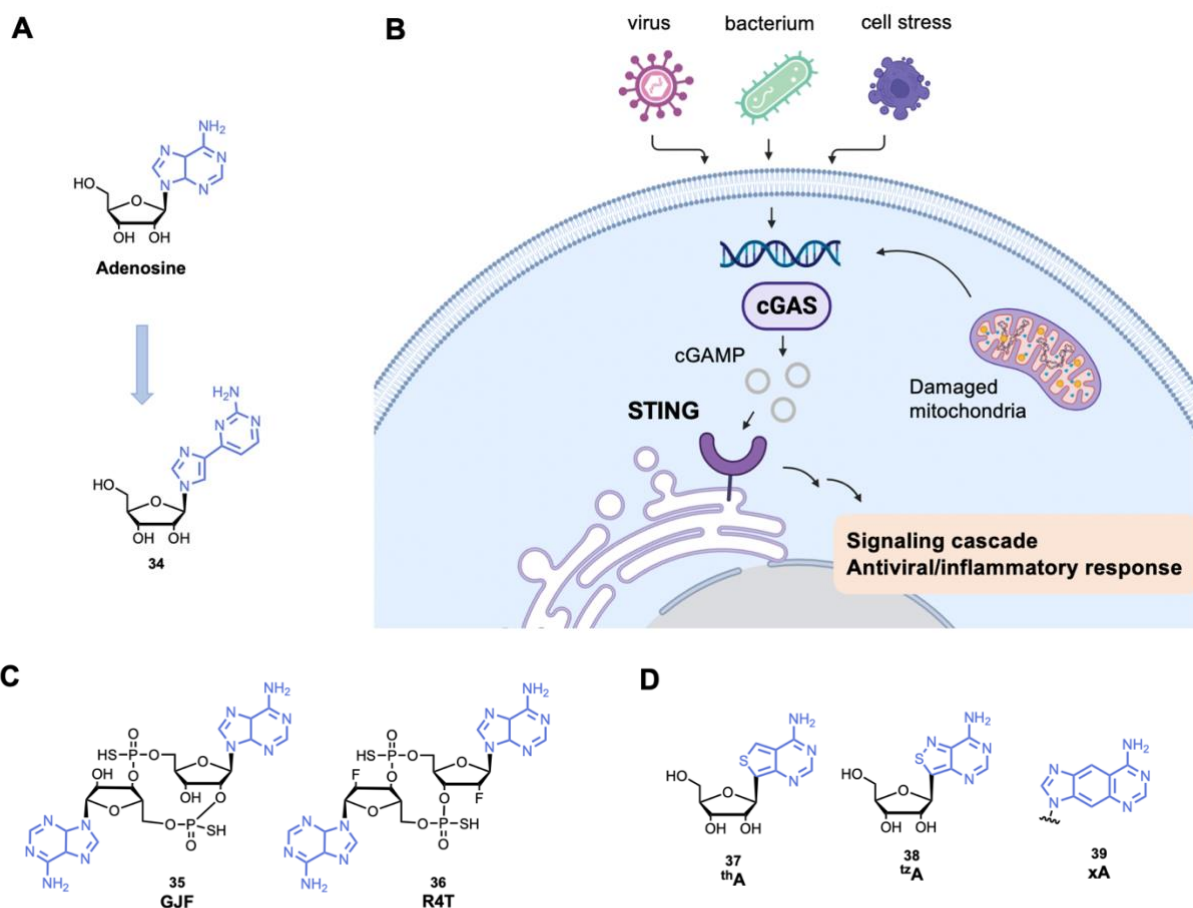 A
NH₂
N
N
N
N
HO
O
OH
OH
Adenosine
H₂N
N
N
N
N
HO
O
OH
OH
34
B
virus
bacterium
cell stress
cGAS
cGAMP
STING
Damaged
mitochondria
Signaling cascade
Antiviral/inflammatory response
C
NH₂
N
N
N
N
O
HS-P-O
O
OH
O
HO
O
O
O-P-SH
O
N
N
N
N
NH₂
35
GJF
NH₂
N
N
N
N
O
HS-P-O
O
F
O
F
O
O
O-P-SH
O
N
N
N
N
NH₂
36
R4T
D
NH₂
S
N
N
HO
O
OH
OH
37
ᵗʰA
NH₂
N
S
N
N
HO
O
OH
OH
38
ᵗᶻA
NH₂
N
N
N
N
39
xA